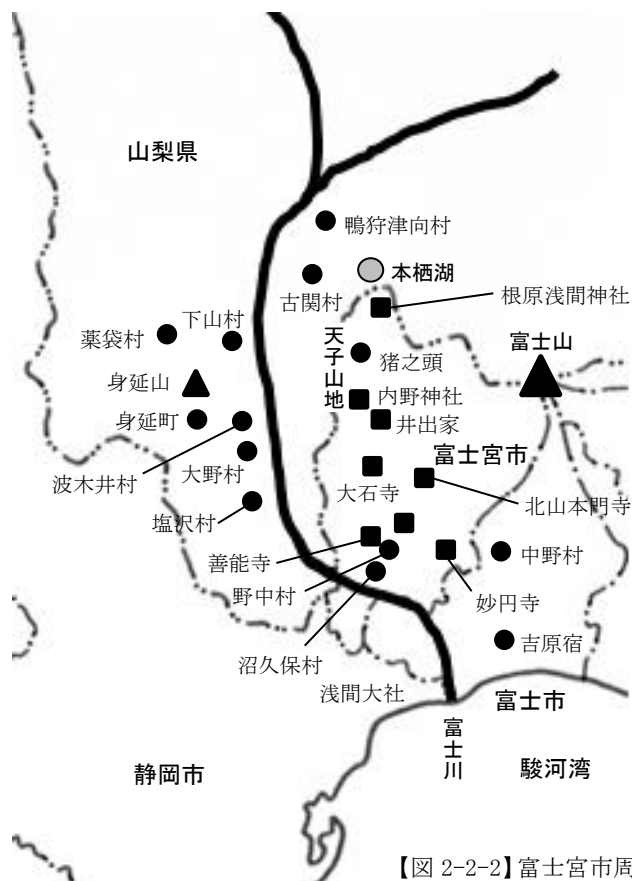 山梨県
鴨狩津向村
本栖湖
古関村
根原浅間神社
下山村
薬袋村
天子山地
猪之頭
富士山
身延山
内野神社
身延町
井出家
富士宮市
波木井村
大野村
大石寺
北山本門寺
塩沢村
善能寺
中野村
野中村
妙円寺
沼久保村
吉原宿
浅間大社
富士市
富士川
静岡市
駿河湾
【図 2-2-2】富士宮市周